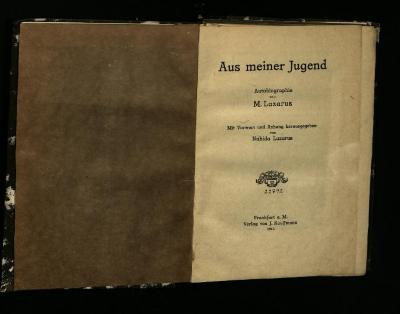 Aus meiner Jugend
Autobiographie
von
M. Lazarus
Mit Vorwort und Anhang herausgegeben
von
Nahida Lazarus
Frankfurt a. M.
Verlag von J. Kauffmann